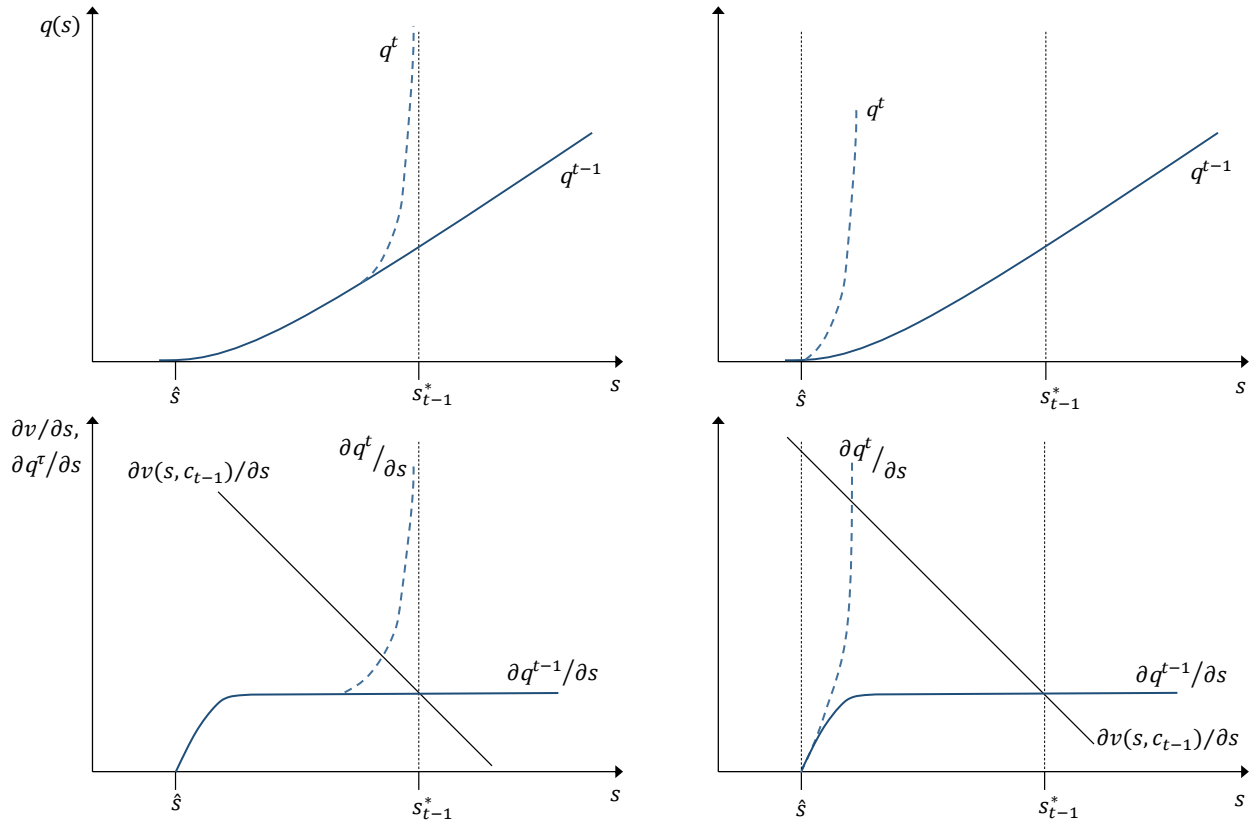 q(s)
q^t
q^{t−1}
ŝ
s^*_{t−1}
s
q^t
q^{t−1}
ŝ
s^*_{t−1}
s
∂v/∂s,
∂q^τ/∂s
∂v(s, c_{t−1})/∂s
∂q^t/∂s
∂q^{t−1}/∂s
ŝ
s^*_{t−1}
s
∂q^t/∂s
∂q^{t−1}/∂s
∂v(s, c_{t−1})/∂s
ŝ
s^*_{t−1}
s